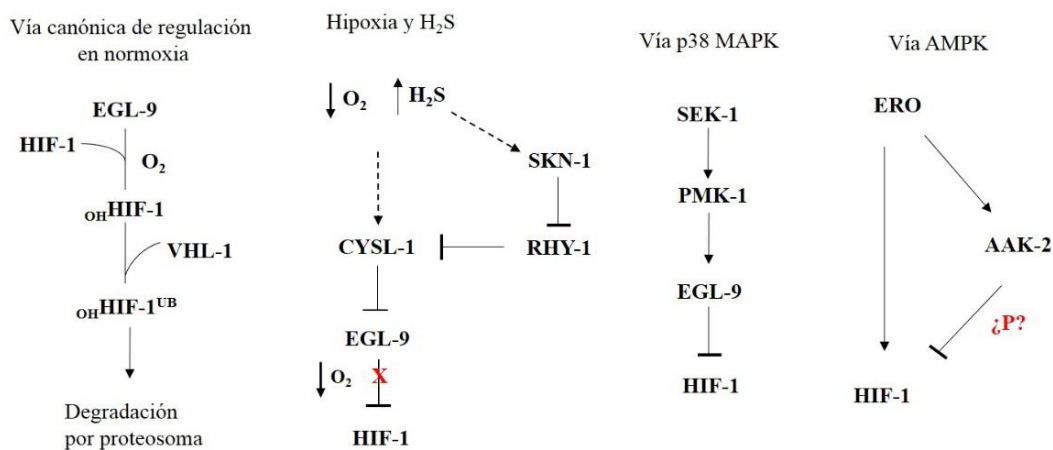 Vía canónica de regulación
en normoxia
EGL-9
HIF-1
O₂
OHHIF-1
VHL-1
OHHIF-1ᵁᴮ
Degradación
por proteosoma
Hipoxia y H₂S
O₂
H₂S
SKN-1
CYSL-1
RHY-1
EGL-9
O₂
X
HIF-1
Vía p38 MAPK
SEK-1
PMK-1
EGL-9
HIF-1
Vía AMPK
ERO
AAK-2
¿P?
HIF-1